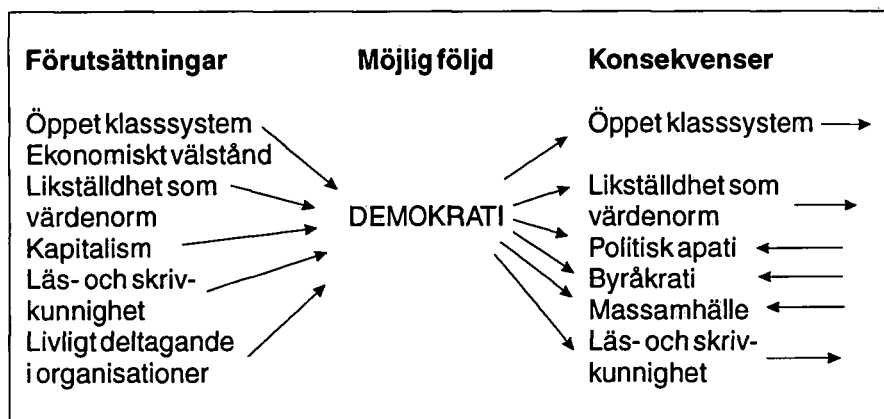 Förutsättningar
Öppet klasssystem
Ekonomiskt välstånd
Likställdhet som
värdenorm
Kapitalism
Läs- och skriv-
kunnighet
Livligt deltagande
i organisationer
Möjlig följd
DEMOKRATI
Konsekvenser
Öppet klasssystem
Likställdhet som
värdenorm
Politisk apati
Byråkrati
Massamhälle
Läs- och skriv-
kunnighet